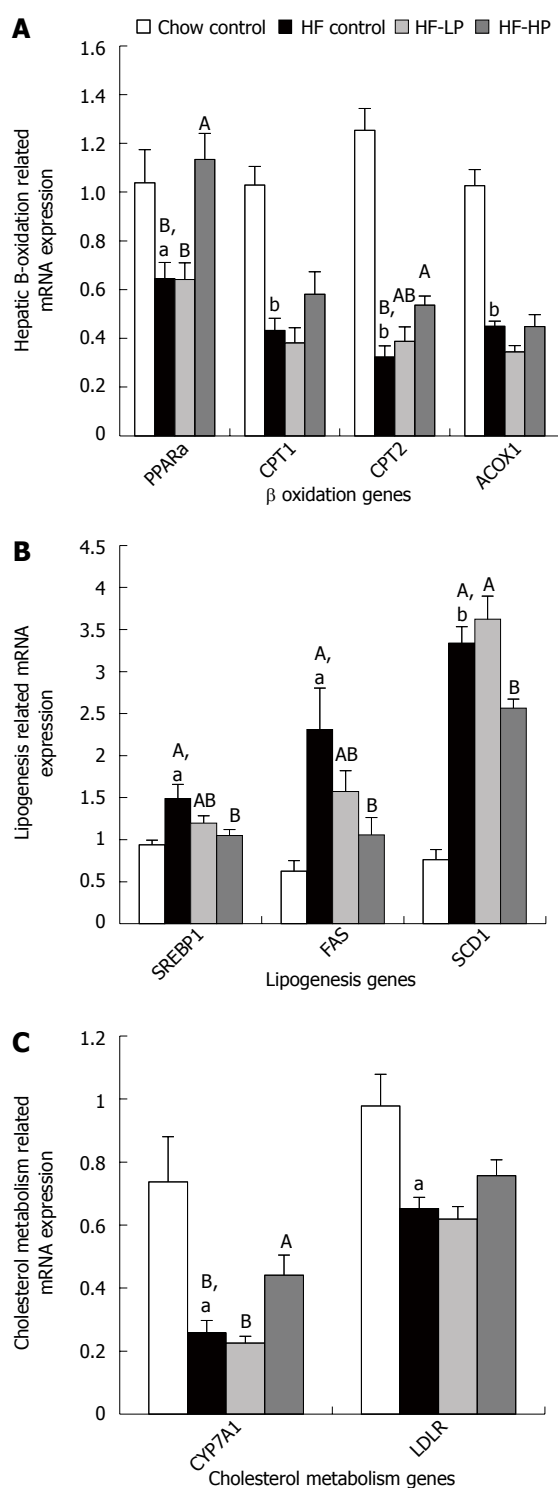 A
Chow control HF control HF-LP HF-HP
Hepatic B-oxidation related
mRNA expression
1.6
1.4
1.2
1.0
0.8
0.6
0.4
0.2
0
B,
a
B
A
b
B,
b
AB
A
b
PPARa
CPT1
CPT2
ACOX1
β oxidation genes
B
Lipogenesis related mRNA
expression
4.5
4
3.5
3
2.5
2
1.5
1
0.5
0
A,
a
AB
B
A,
a
AB
B
A,
b
A
B
SREBP1
FAS
SCD1
Lipogenesis genes
C
Cholesterol metabolism related
mRNA expression
1.2
1
0.8
0.6
0.4
0.2
0
B,
a
B
A
a
CYP7A1
LDLR
Cholesterol metabolism genes